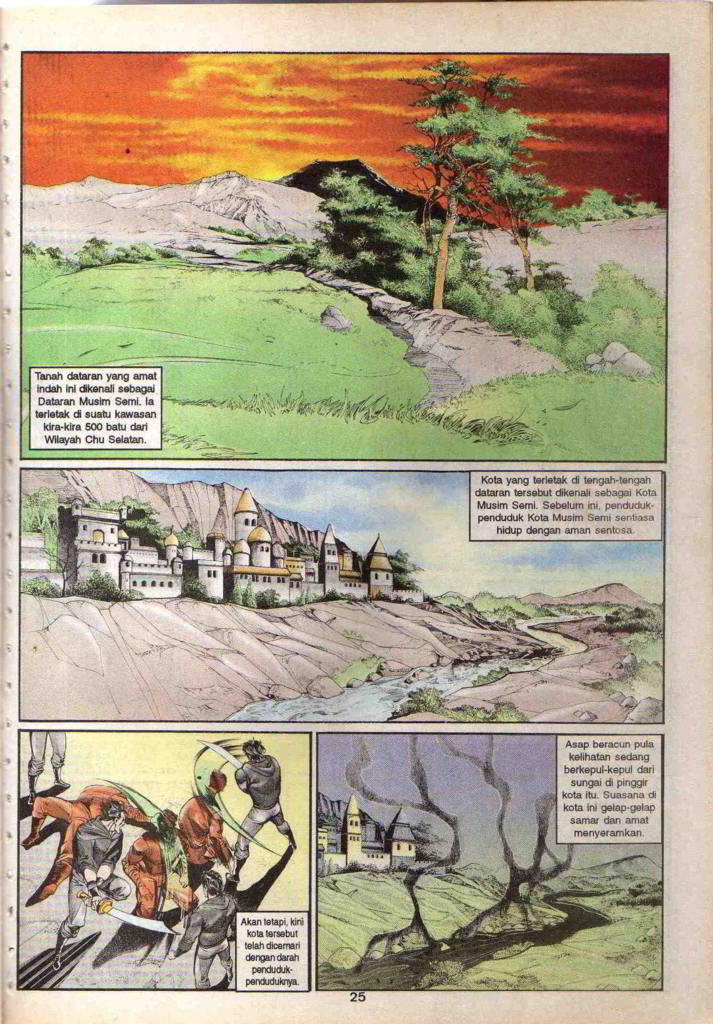 Tanah dataran yang amat
indah ini dikenali sebagai
Dataran Musim Semi. Ia
terletak di suatu kawasan
kira-kira 500 batu dari
Wilayah Chu Selatan.
Kota yang terletak di tengah-tengah
dataran tersebut dikenali sebagai Kota
Musim Semi. Sebelum ini, penduduk-
penduduk Kota Musim Semi sentiasa
hidup dengan aman sentosa.
Akan tetapi, kini
kota tersebut
telah dicemari
dengan darah
penduduk-
penduduknya.
Asap beracun pula
kelihatan sedang
berkepul-kepul dari
sungai di pinggir
kota itu. Suasana di
kota ini gelap-gelap
samar dan amat
menyeramkan.
25